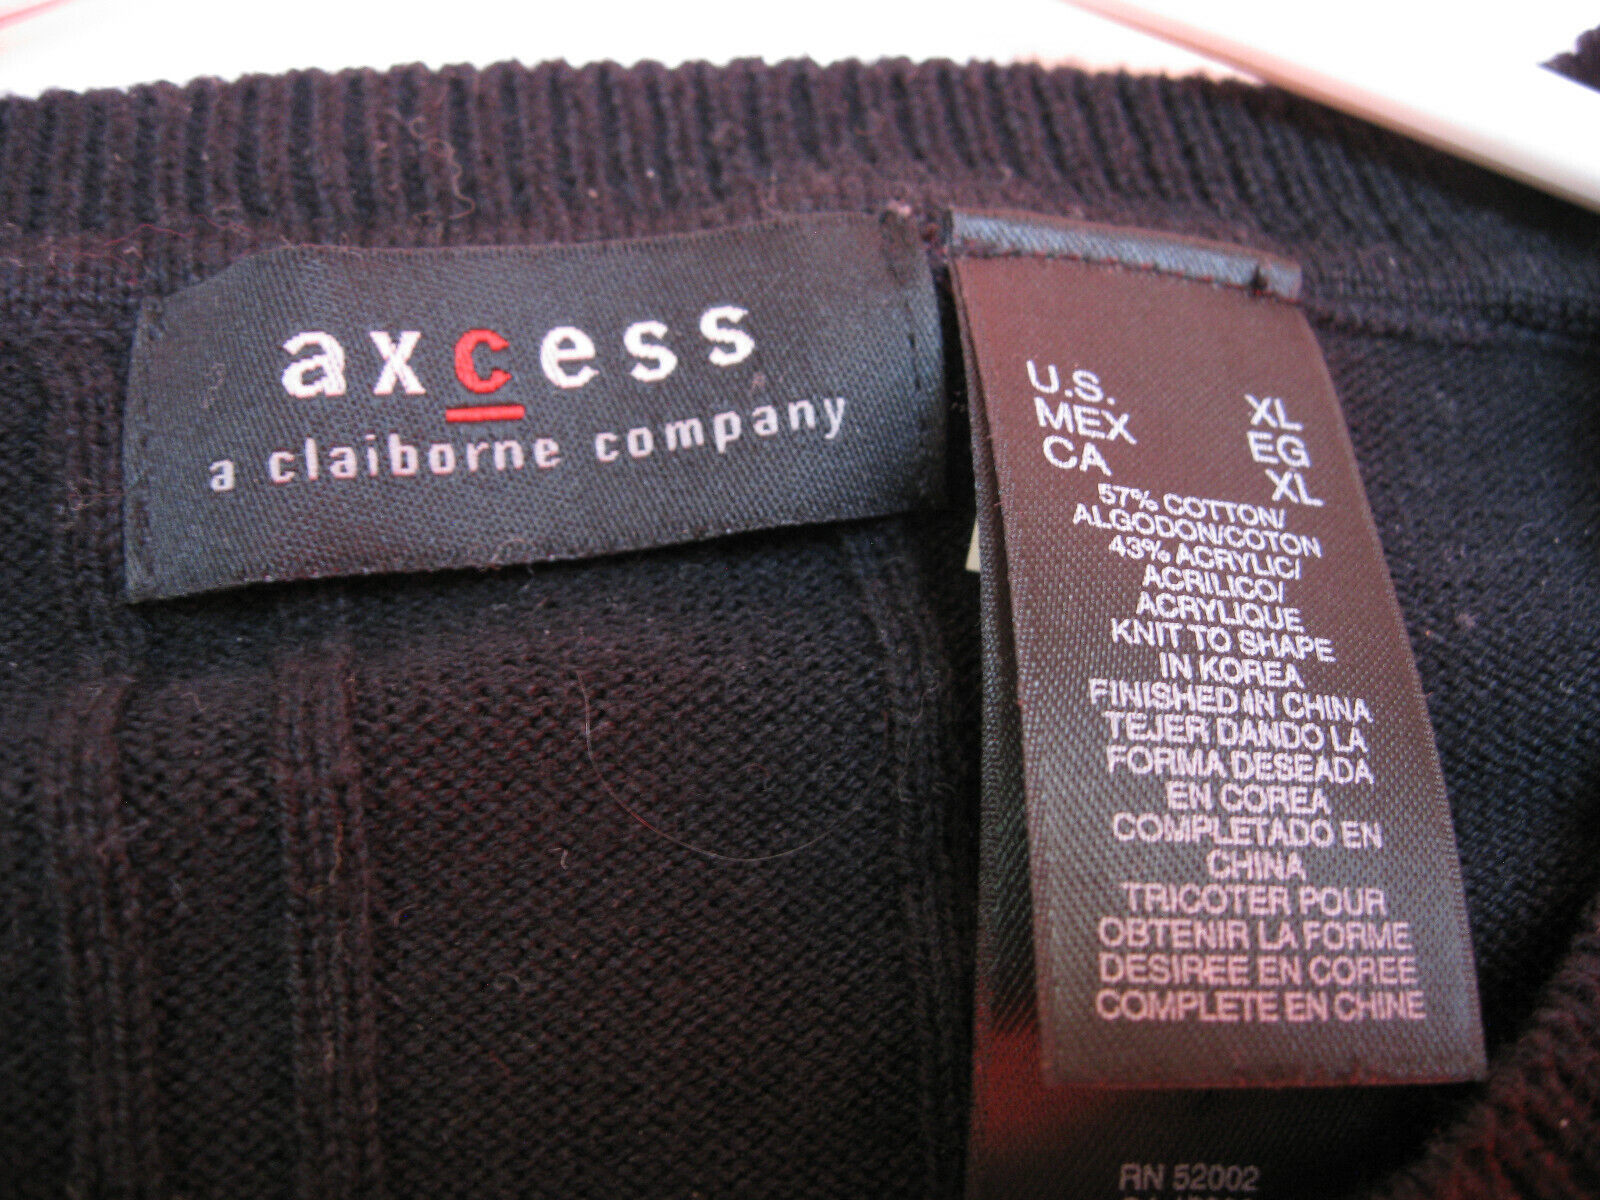 axcess
a claiborne company
U.S. XL
MEX EG
CA XL
57% COTTON/
ALGODON/COTON
43% ACRYLIC/
ACRILICO/
ACRYLIQUE
KNIT TO SHAPE
IN KOREA
FINISHED IN CHINA
TEJER DANDO LA
FORMA DESEADA
EN COREA
COMPLETADO EN
CHINA
TRICOTER POUR
OBTENIR LA FORME
DESIREE EN COREE
COMPLETE EN CHINE
RN 52002